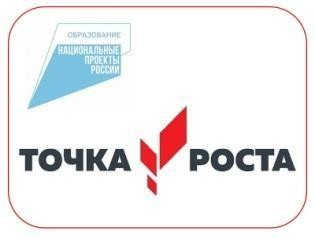 ОБРАЗОВАНИЕ
НАЦИОНАЛЬНЫЕ
ПРОЕКТЫ
РОССИИ
ТОЧКА РОСТА